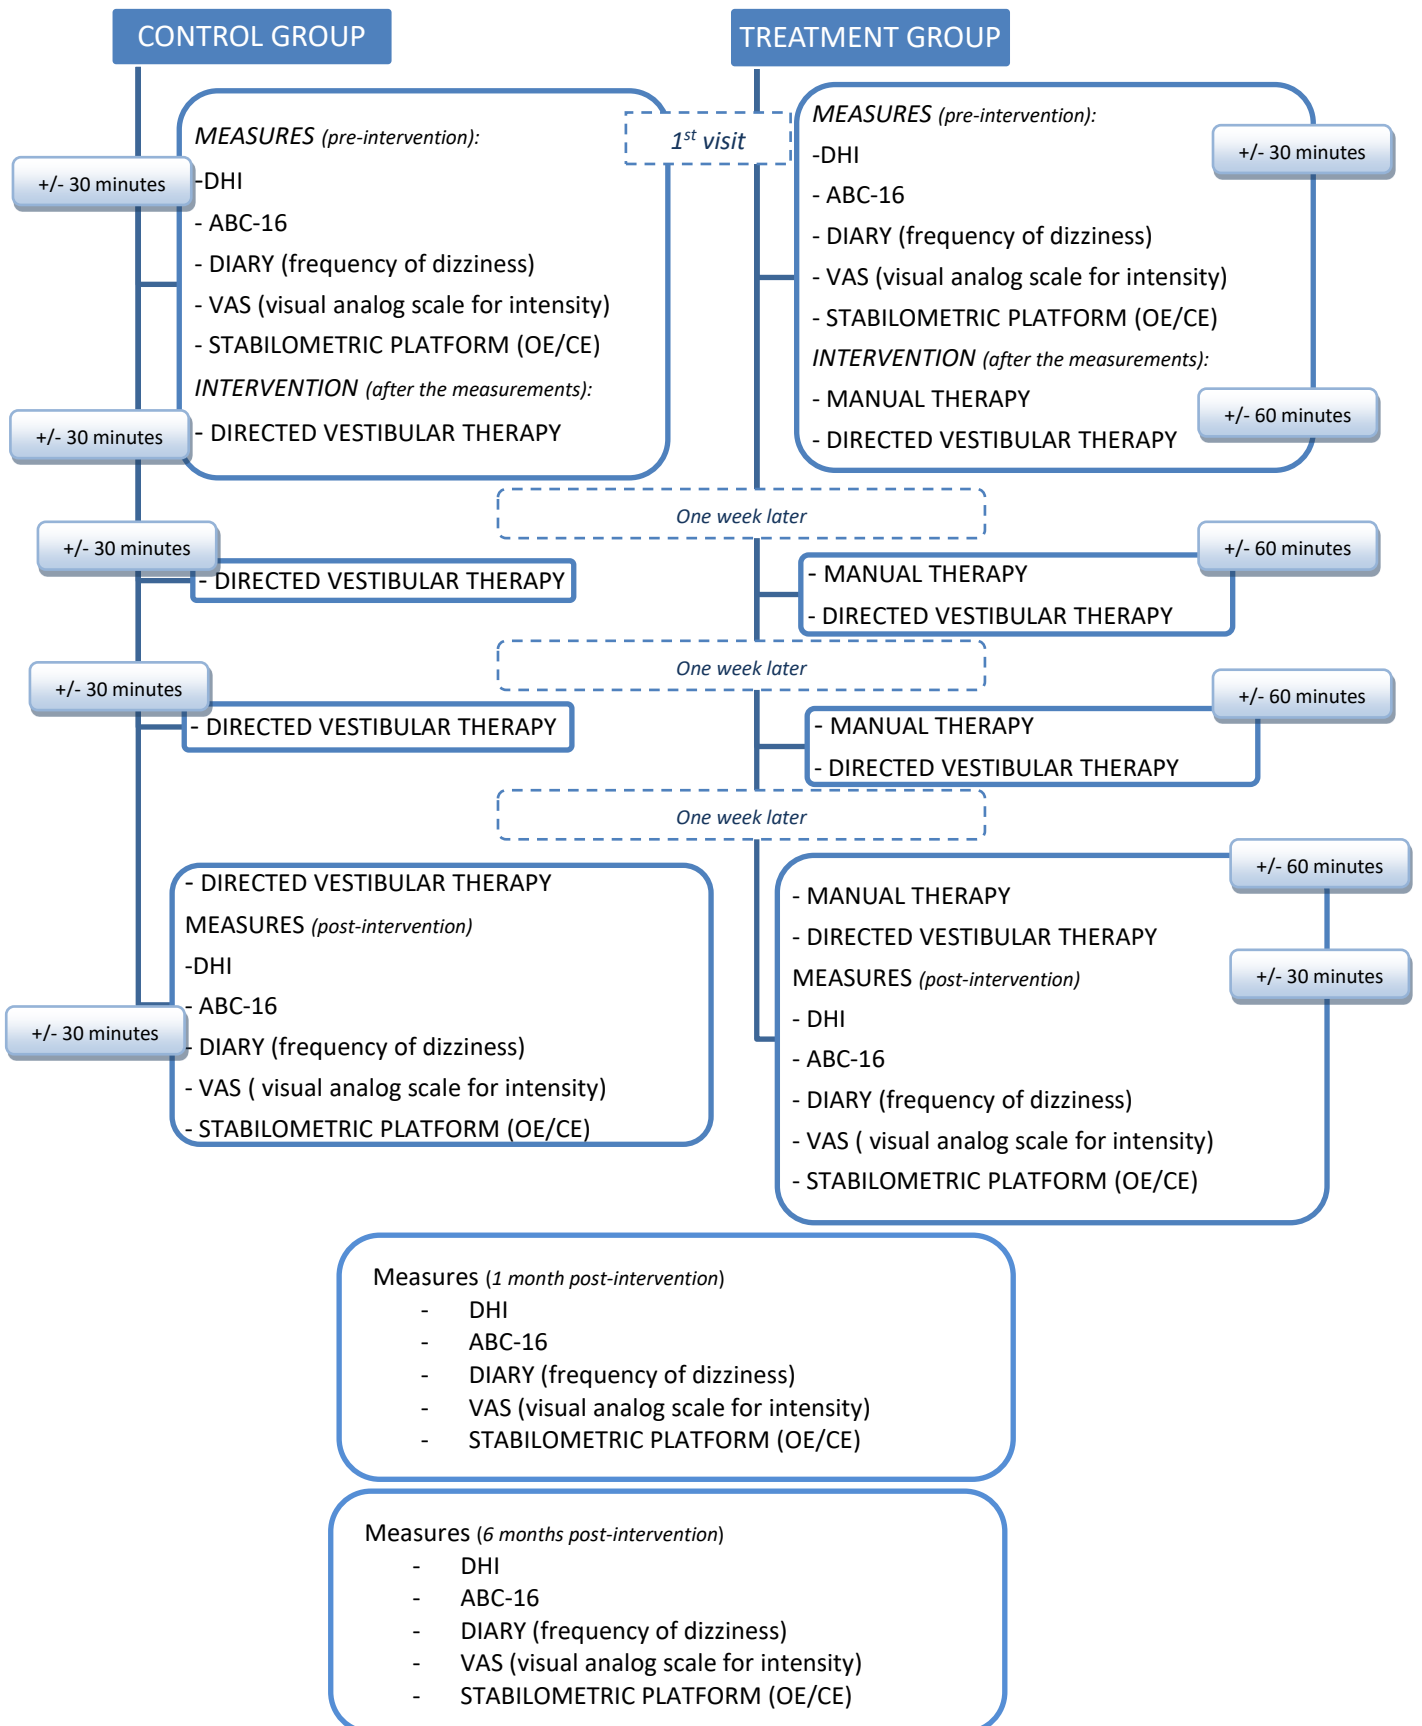 CONTROL GROUP
TREATMENT GROUP
1st visit
MEASURES (pre-intervention):
+/- 30 minutes
-DHI
- ABC-16
- DIARY (frequency of dizziness)
- VAS (visual analog scale for intensity)
- STABILOMETRIC PLATFORM (OE/CE)
INTERVENTION (after the measurements):
+/- 30 minutes
- DIRECTED VESTIBULAR THERAPY
MEASURES (pre-intervention):
+/- 30 minutes
-DHI
- ABC-16
- DIARY (frequency of dizziness)
- VAS (visual analog scale for intensity)
- STABILOMETRIC PLATFORM (OE/CE)
INTERVENTION (after the measurements):
- MANUAL THERAPY
+/- 60 minutes
- DIRECTED VESTIBULAR THERAPY
One week later
+/- 30 minutes
- DIRECTED VESTIBULAR THERAPY
+/- 60 minutes
- MANUAL THERAPY
- DIRECTED VESTIBULAR THERAPY
One week later
+/- 30 minutes
- DIRECTED VESTIBULAR THERAPY
+/- 60 minutes
- MANUAL THERAPY
- DIRECTED VESTIBULAR THERAPY
One week later
- DIRECTED VESTIBULAR THERAPY
MEASURES (post-intervention)
-DHI
- ABC-16
+/- 30 minutes
- DIARY (frequency of dizziness)
- VAS ( visual analog scale for intensity)
- STABILOMETRIC PLATFORM (OE/CE)
+/- 60 minutes
- MANUAL THERAPY
- DIRECTED VESTIBULAR THERAPY
MEASURES (post-intervention)
+/- 30 minutes
- DHI
- ABC-16
- DIARY (frequency of dizziness)
- VAS ( visual analog scale for intensity)
- STABILOMETRIC PLATFORM (OE/CE)
Measures (1 month post-intervention)
- DHI
- ABC-16
- DIARY (frequency of dizziness)
- VAS (visual analog scale for intensity)
- STABILOMETRIC PLATFORM (OE/CE)
Measures (6 months post-intervention)
- DHI
- ABC-16
- DIARY (frequency of dizziness)
- VAS (visual analog scale for intensity)
- STABILOMETRIC PLATFORM (OE/CE)